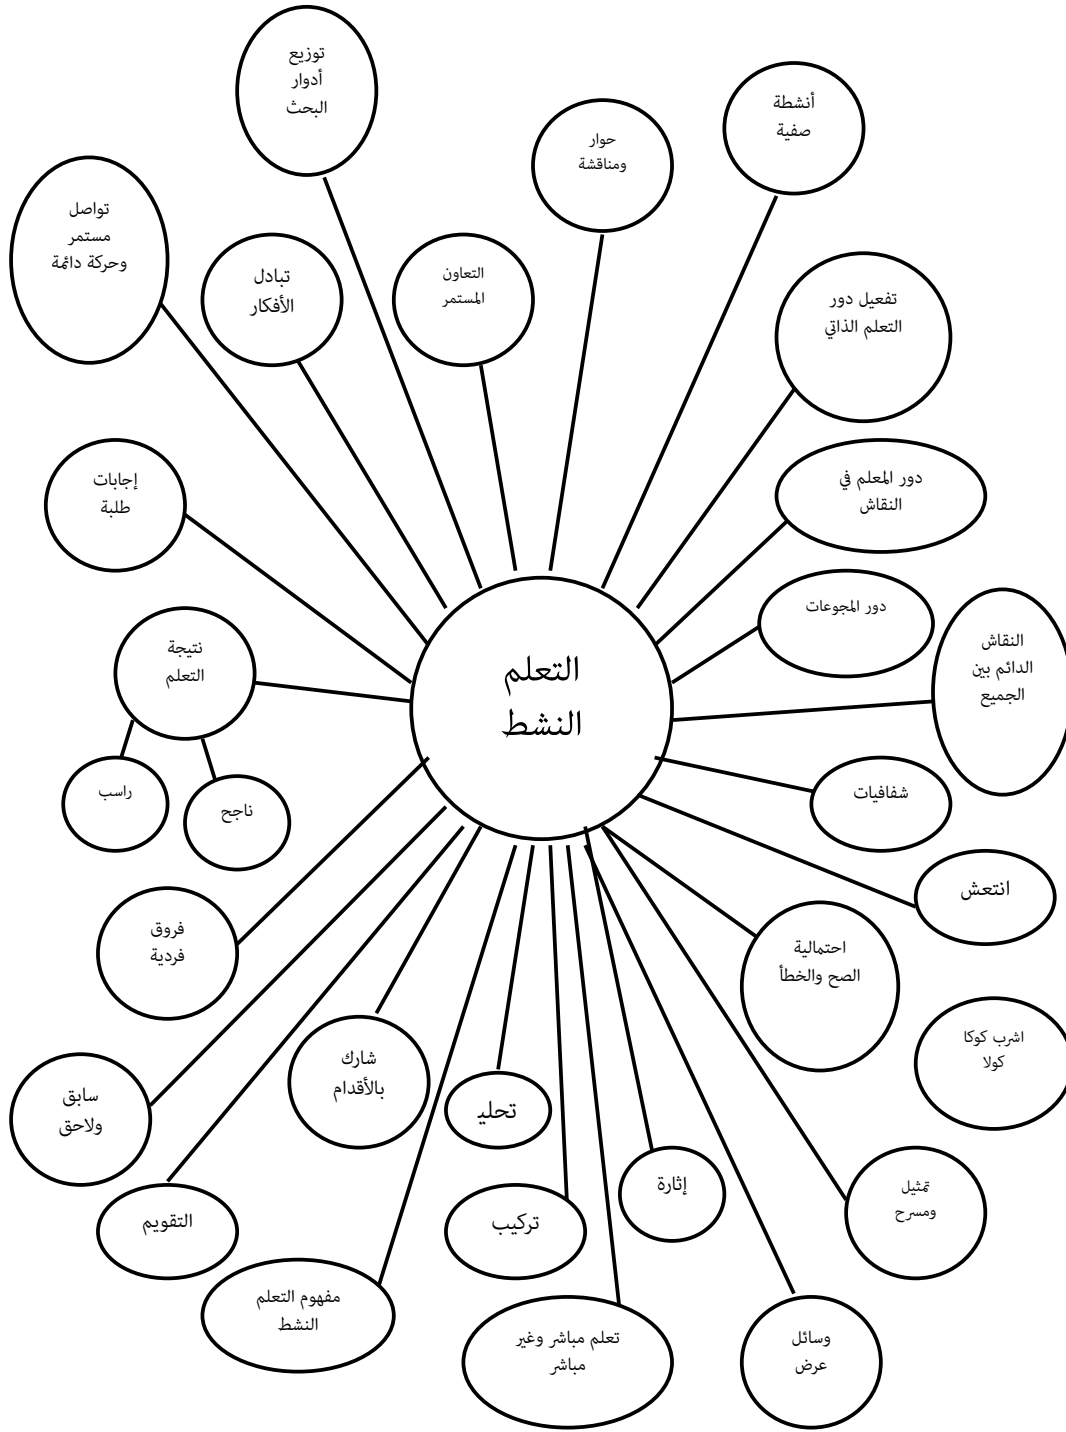 توزيع
أدوار
البحث
أنشطة
صفية
حوار
ومناقشة
تواصل
مستمر
وحركة دائمة
تبادل
الأفكار
التعاون
المستمر
تفعيل دور
التعلم الذاتي
دور المعلم في
النقاش
إجابات
طلبة
دور المجوعات
النقاش
الدائم بين
الجميع
نتيجة
التعلم
التعلم
النشط
راسب
ناجح
شفافيات
انتعش
فروق
فردية
احتمالية
الصح والخطأ
اشرب كوكا
كولا
سابق
ولاحق
شارك
بالأقدام
تحليـ
إثارة
تمثيل
ومسرح
التقويم
تركيب
مفهوم التعلم
النشط
تعلم مباشر وغير
مباشر
وسائل
عرض